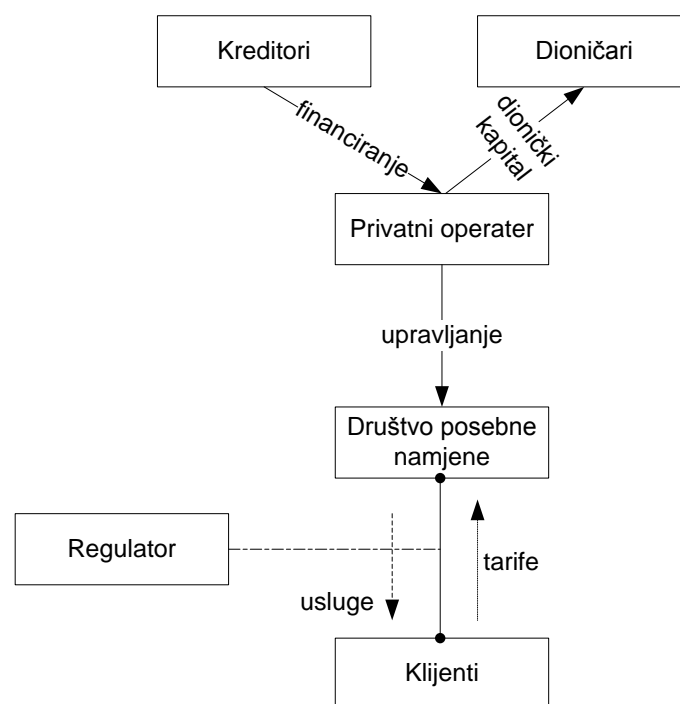 Kreditori
Dioničari
financiranje
dionički
kapital
Privatni operater
upravljanje
Društvo posebne
namjene
Regulator
usluge
tarife
Klijenti